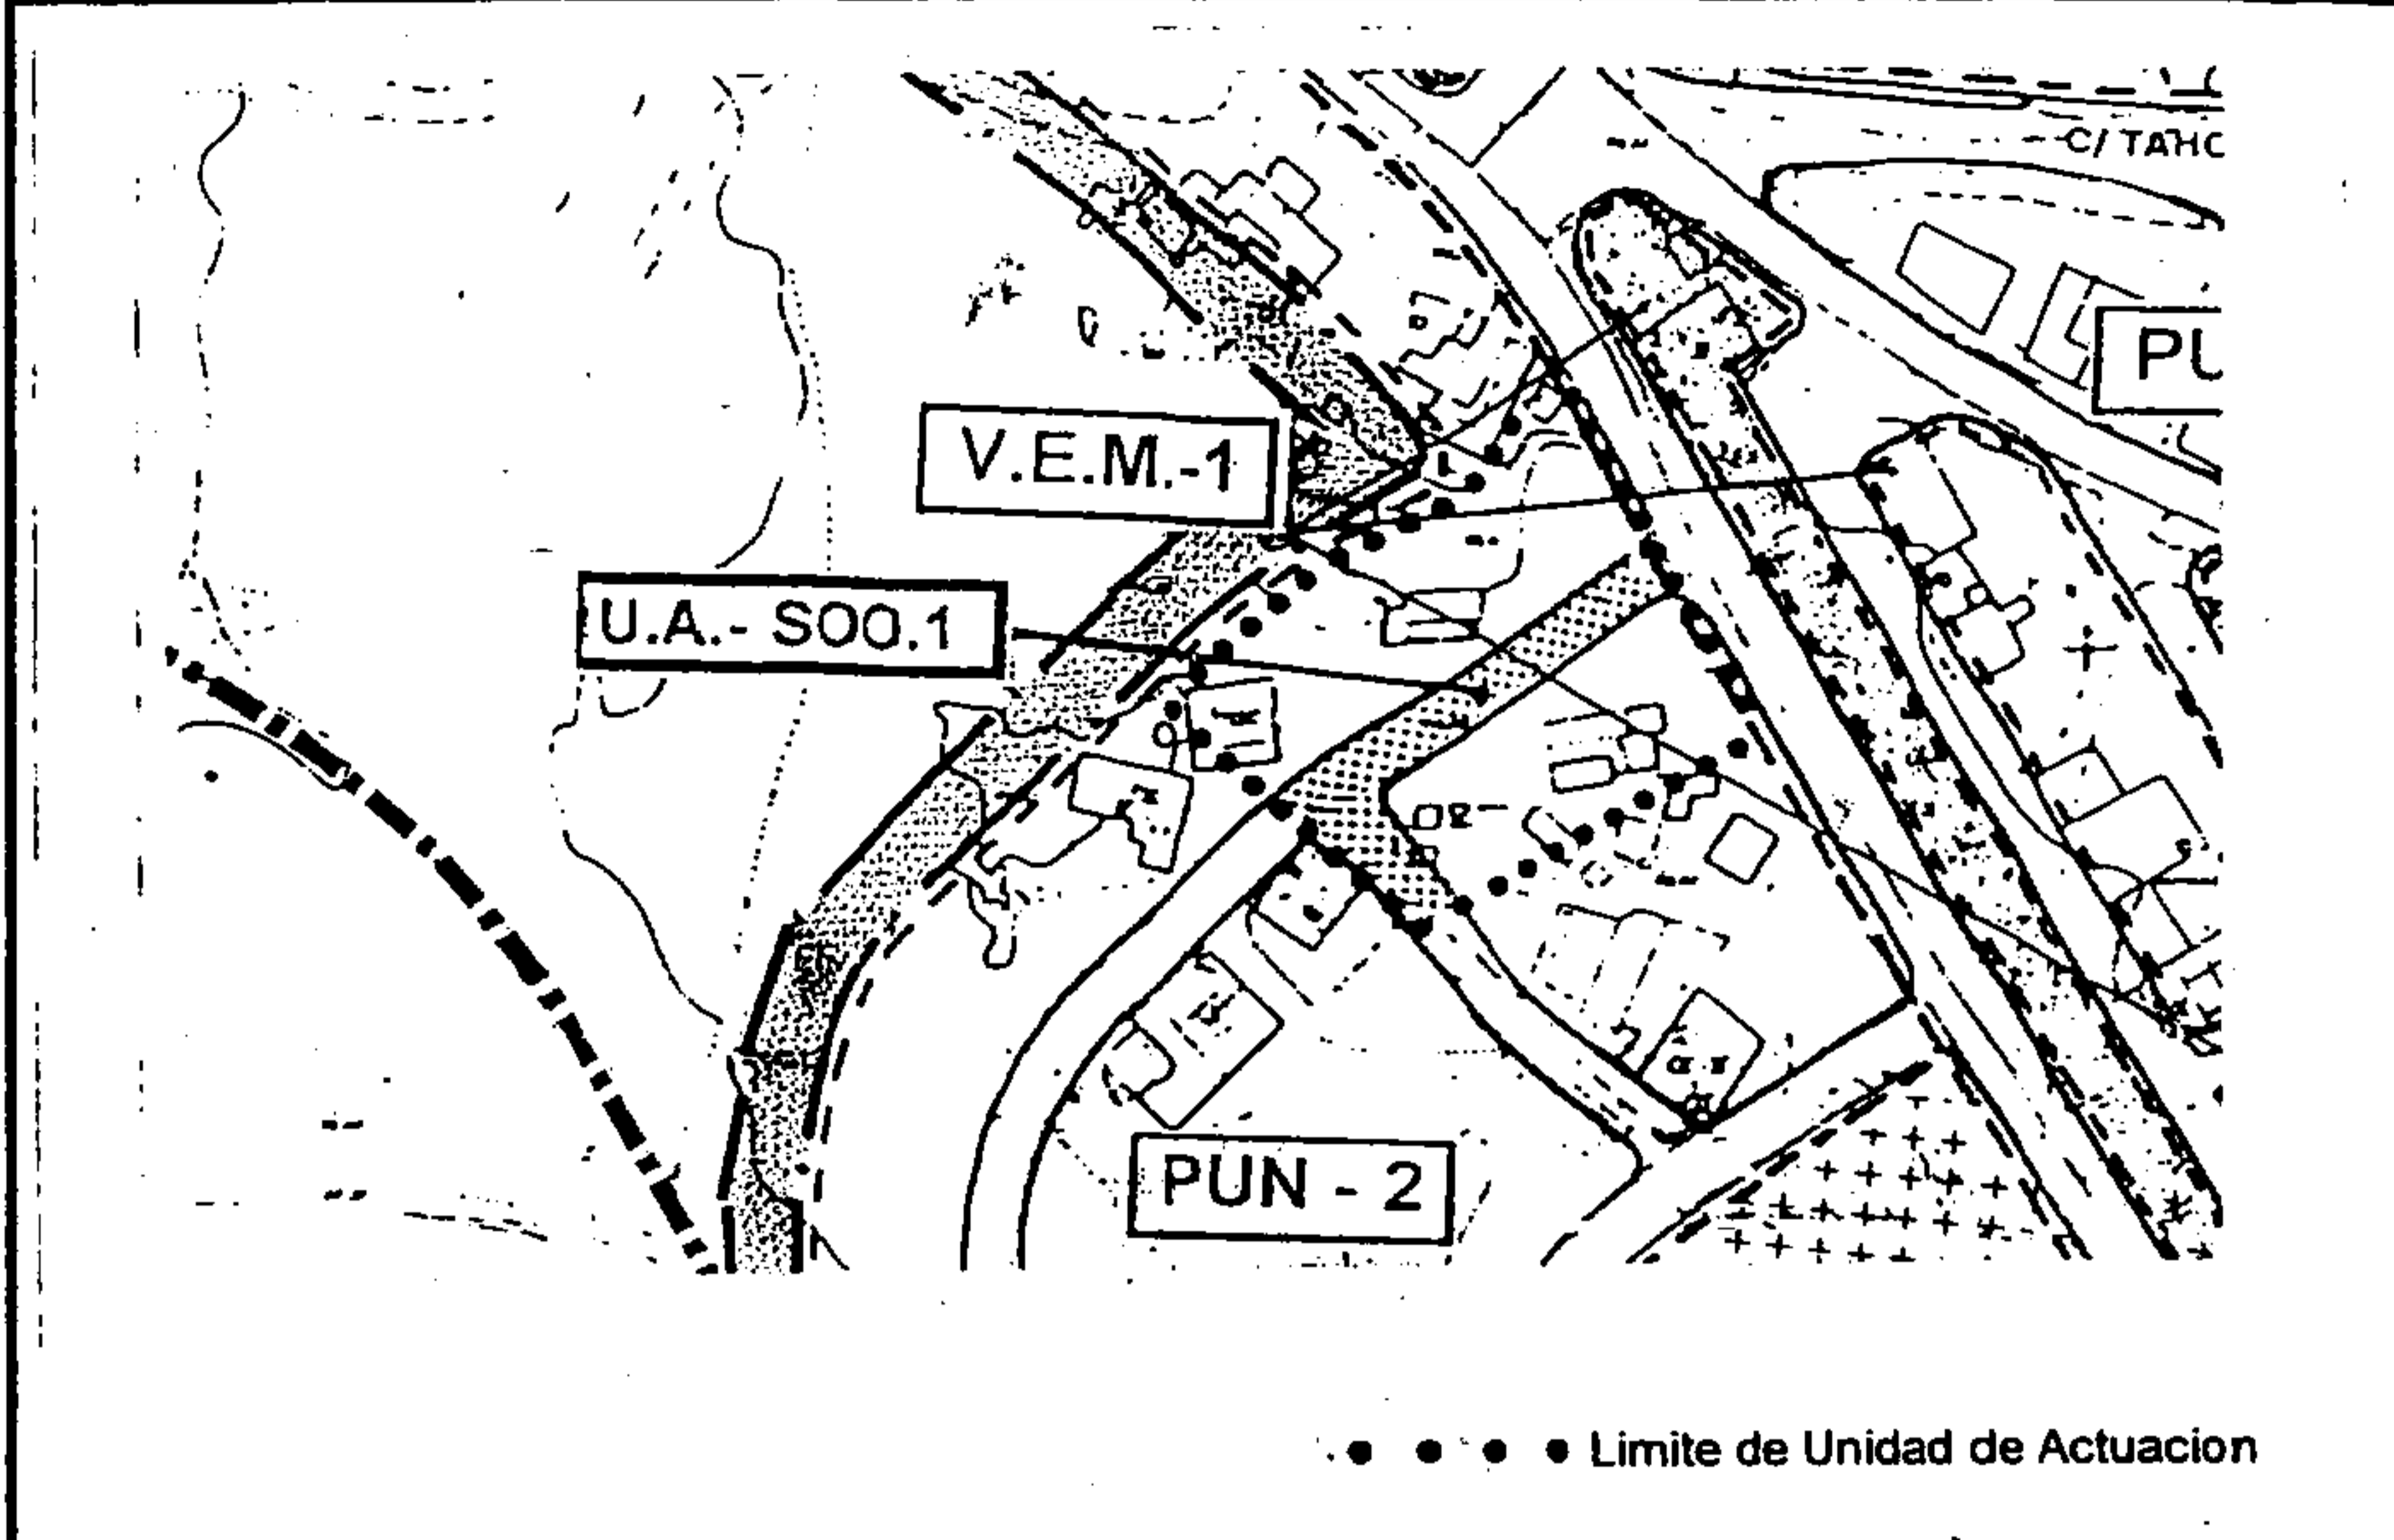 C/ TAHC
PU
V.E.M.-1
U.A.- SOO.1
PUN - 2
Limite de Unidad de Actuacion